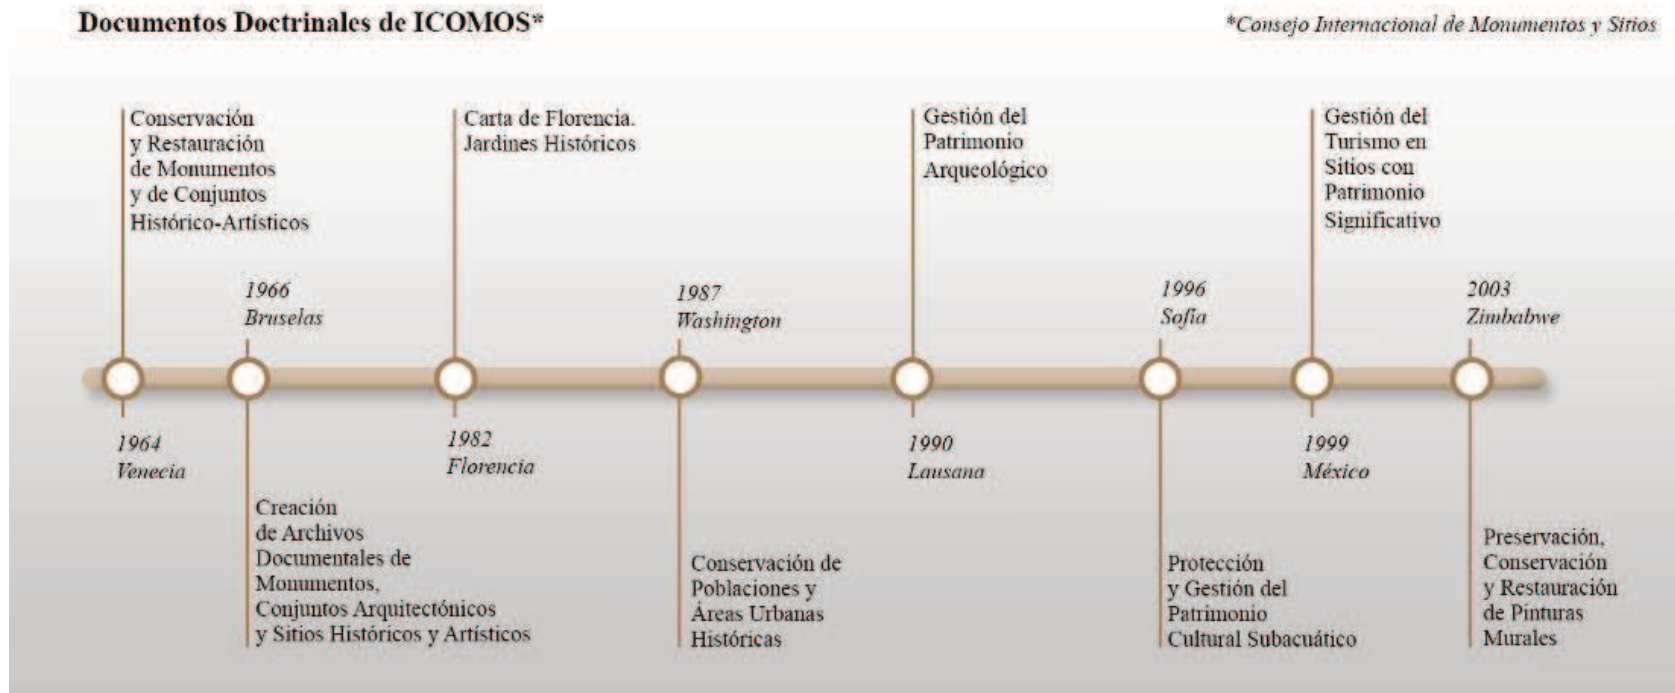 Documentos Doctrinales de ICOMOS*
*Consejo Internacional de Monumentos y Sitios
Conservación
y Restauración
de Monumentos
y de Conjuntos
Histórico-Artísticos
1964
Venecia
1966
Bruselas
Creación
de Archivos
Documentales de
Monumentos,
Conjuntos Arquitectónicos
y Sitios Históricos y Artísticos
Carta de Florencia.
Jardines Históricos
1982
Florencia
1987
Washington
Conservación de
Poblaciones y
Áreas Urbanas
Históricas
Gestión del
Patrimonio
Arqueológico
1990
Lausana
1996
Sofía
Protección
y Gestión del
Patrimonio
Cultural Subacuático
Gestión del
Turismo en
Sitios con
Patrimonio
Significativo
1999
México
2003
Zimbabwe
Preservación,
Conservación
y Restauración
de Pinturas
Murales